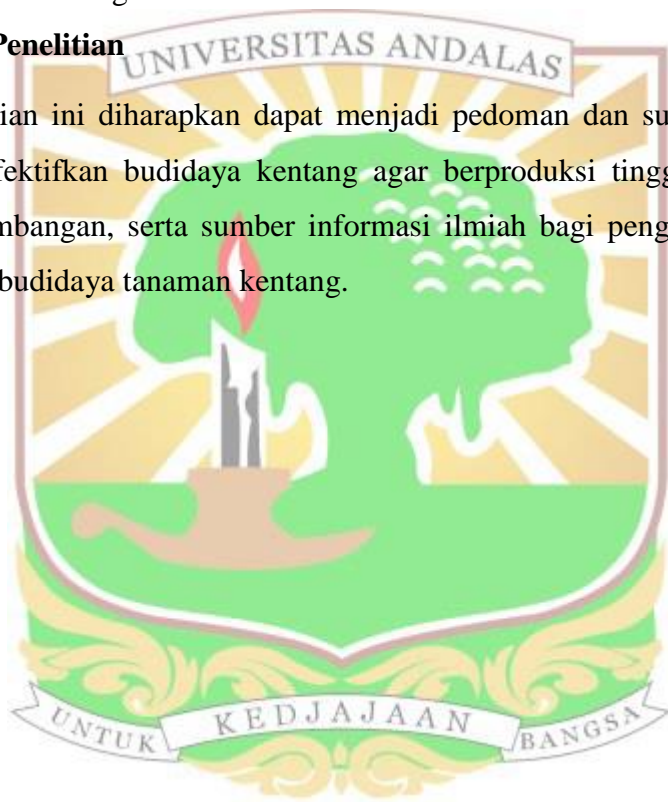 Penelitian
UNIVERSITAS ANDALAS
ian ini diharapkan dapat menjadi pedoman dan su
fektifkan budidaya kentang agar berproduksi tingg
mbangan, serta sumber informasi ilmiah bagi peng
budidaya tanaman kentang.
UNTUK KEDJAJAAN BANGSA